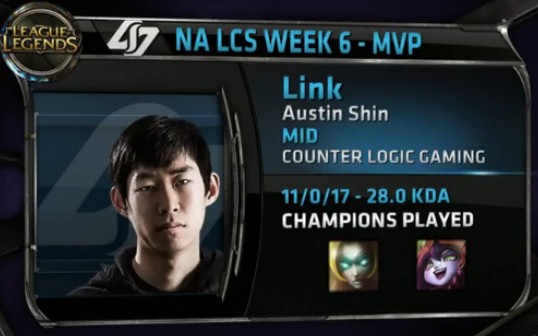 LEAGUE OF LEGENDS
NA LCS WEEK 6 - MVP
Link
Austin Shin
MID
COUNTER LOGIC GAMING
11/0/17 - 28.0 KDA
CHAMPIONS PLAYED